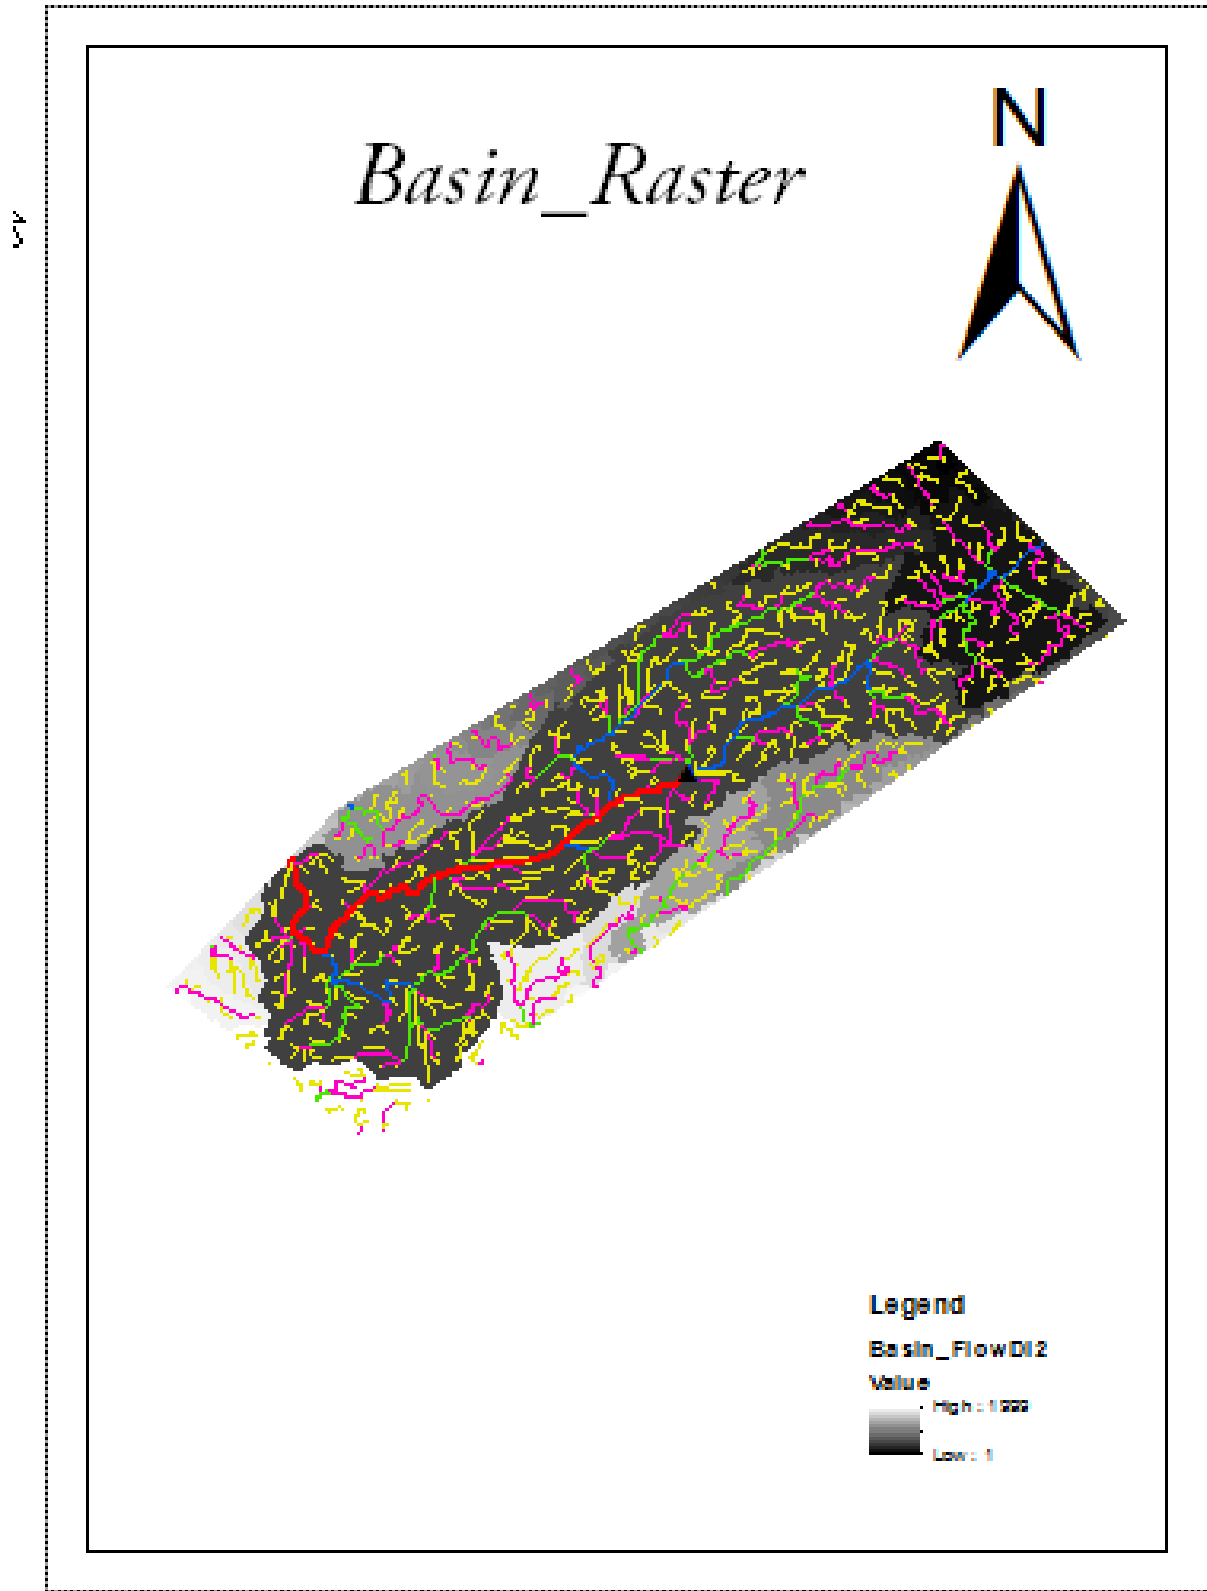 N
Basin_Raster
Legend
Basin_FlowDi2
Value
High : 1999
Low : 1